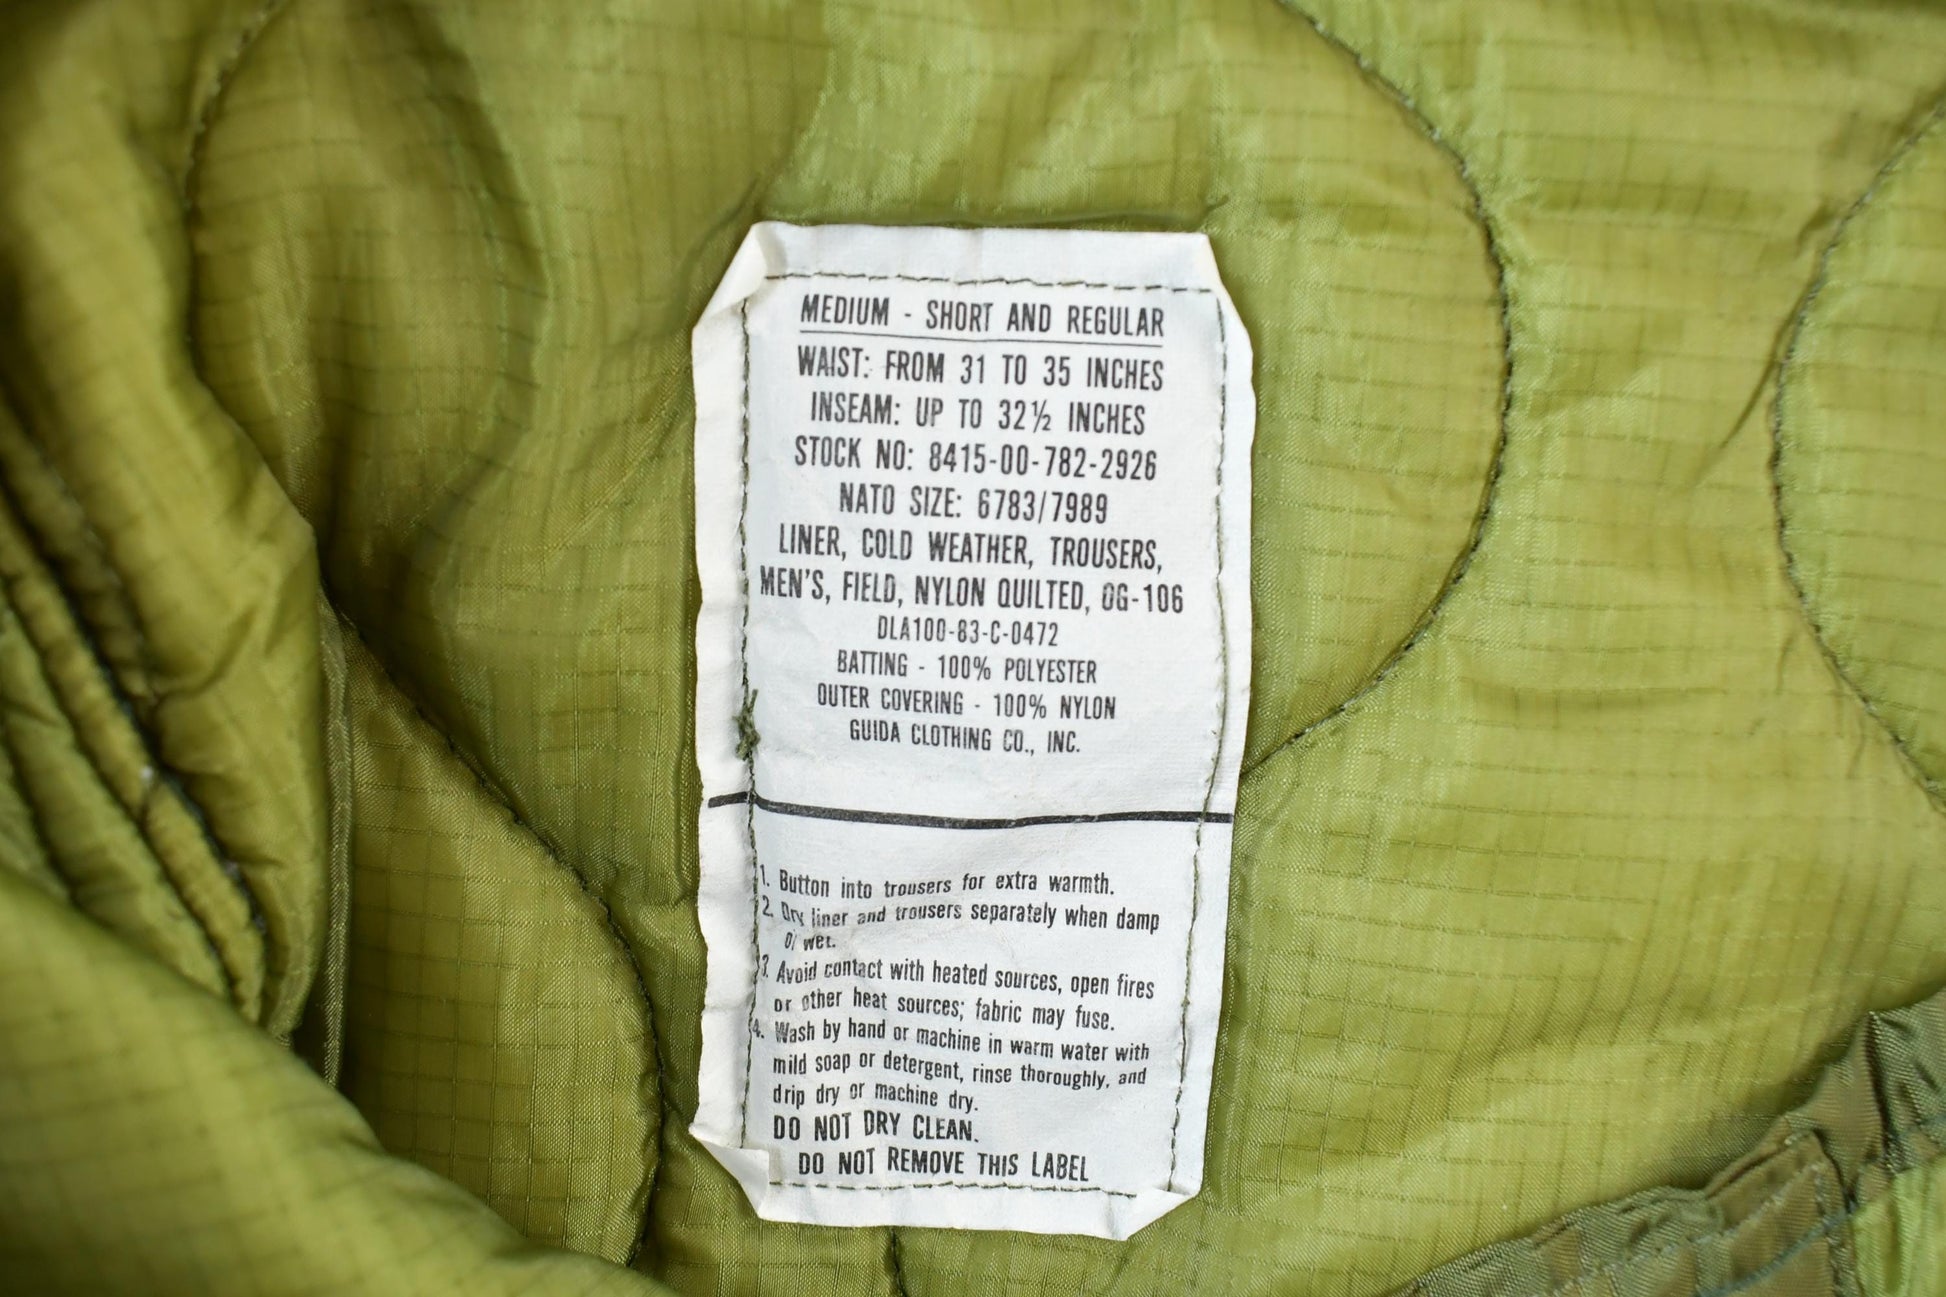 MEDIUM - SHORT AND REGULAR
WAIST: FROM 31 TO 35 INCHES
INSEAM: UP TO 32½ INCHES
STOCK NO: 8415-00-782-2926
NATO SIZE: 6783/7989
LINER, COLD WEATHER, TROUSERS,
MEN'S, FIELD, NYLON QUILTED, OG-106
DLA100-83-C-0472
BATTING - 100% POLYESTER
OUTER COVERING - 100% NYLON
GUIDA CLOTHING CO., INC.
1. Button into trousers for extra warmth.
2. Dry liner and trousers separately when damp
or wet.
3. Avoid contact with heated sources, open fires
or other heat sources; fabric may fuse.
4. Wash by hand or machine in warm water with
mild soap or detergent, rinse thoroughly, and
drip dry or machine dry.
DO NOT DRY CLEAN.
DO NOT REMOVE THIS LABEL